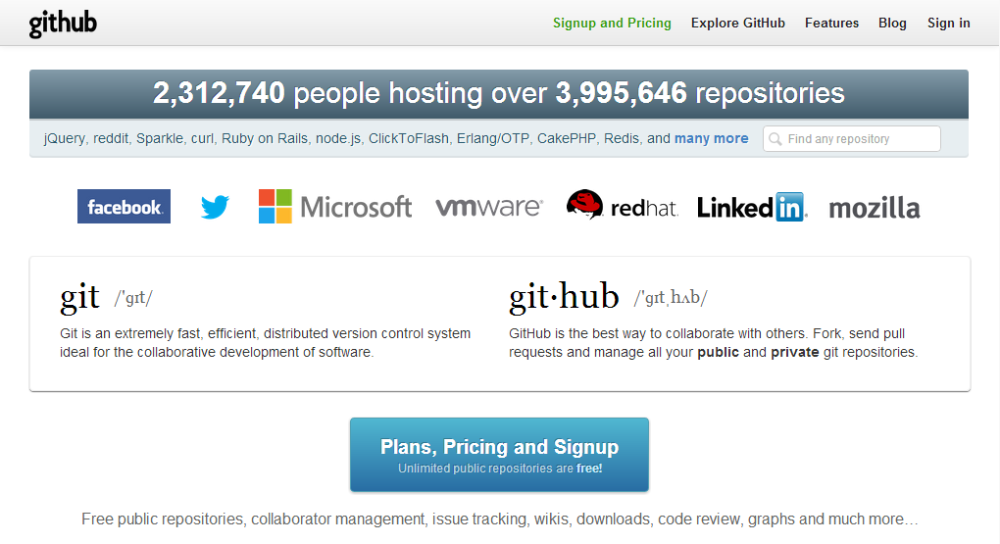 github
Signup and Pricing Explore GitHub Features Blog Sign in
2,312,740 people hosting over 3,995,646 repositories
jQuery, reddit, Sparkle, curl, Ruby on Rails, node.js, ClickToFlash, Erlang/OTP, CakePHP, Redis, and many more
Find any repository
facebook. Microsoft vmware® redhat. Linked in. mozilla
git /'gɪt/
Git is an extremely fast, efficient, distributed version control system
ideal for the collaborative development of software.
git·hub /'gɪtˌhʌb/
GitHub is the best way to collaborate with others. Fork, send pull
requests and manage all your public and private git repositories.
Plans, Pricing and Signup
Unlimited public repositories are free!
Free public repositories, collaborator management, issue tracking, wikis, downloads, code review, graphs and much more…